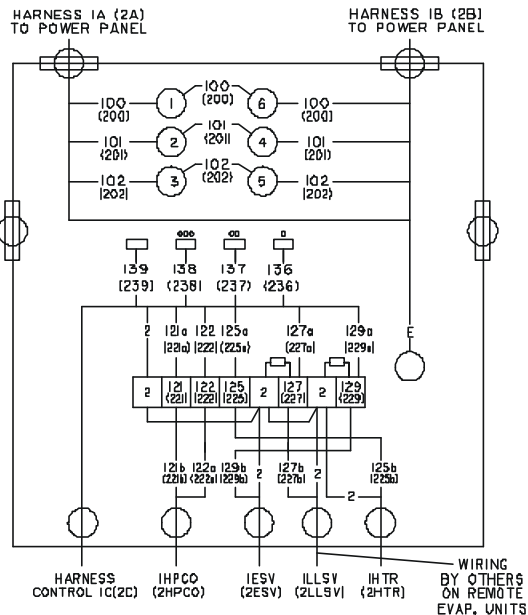 HARNESS 1A (2A)
TO POWER PANEL
HARNESS 1B (2B)
TO POWER PANEL
100
(200)
1
100
(200)
6
100
(200)
101
(201)
2
101
(201)
4
101
(201)
102
(202)
3
102
(202)
5
102
(202)
139
(239)
138
(238)
137
(237)
136
(236)
2
121a
(221a)
122
(222)
125a
(225a)
127a
(227a)
129a
(229a)
E
2
121
(221)
122
(222)
125
(225)
2
127
(227)
2
129
(229)
121b
(221b)
122a
(222a)
129b
(229b)
2
127b
(227b)
2
125b
(225b)
2
HARNESS
CONTROL 1C(2C)
1HPCO
(2HPCO)
1ESV
(2ESV)
1LLSV
(2LLSV)
1HTR
(2HTR)
WIRING
BY OTHERS
ON REMOTE
EVAP. UNITS